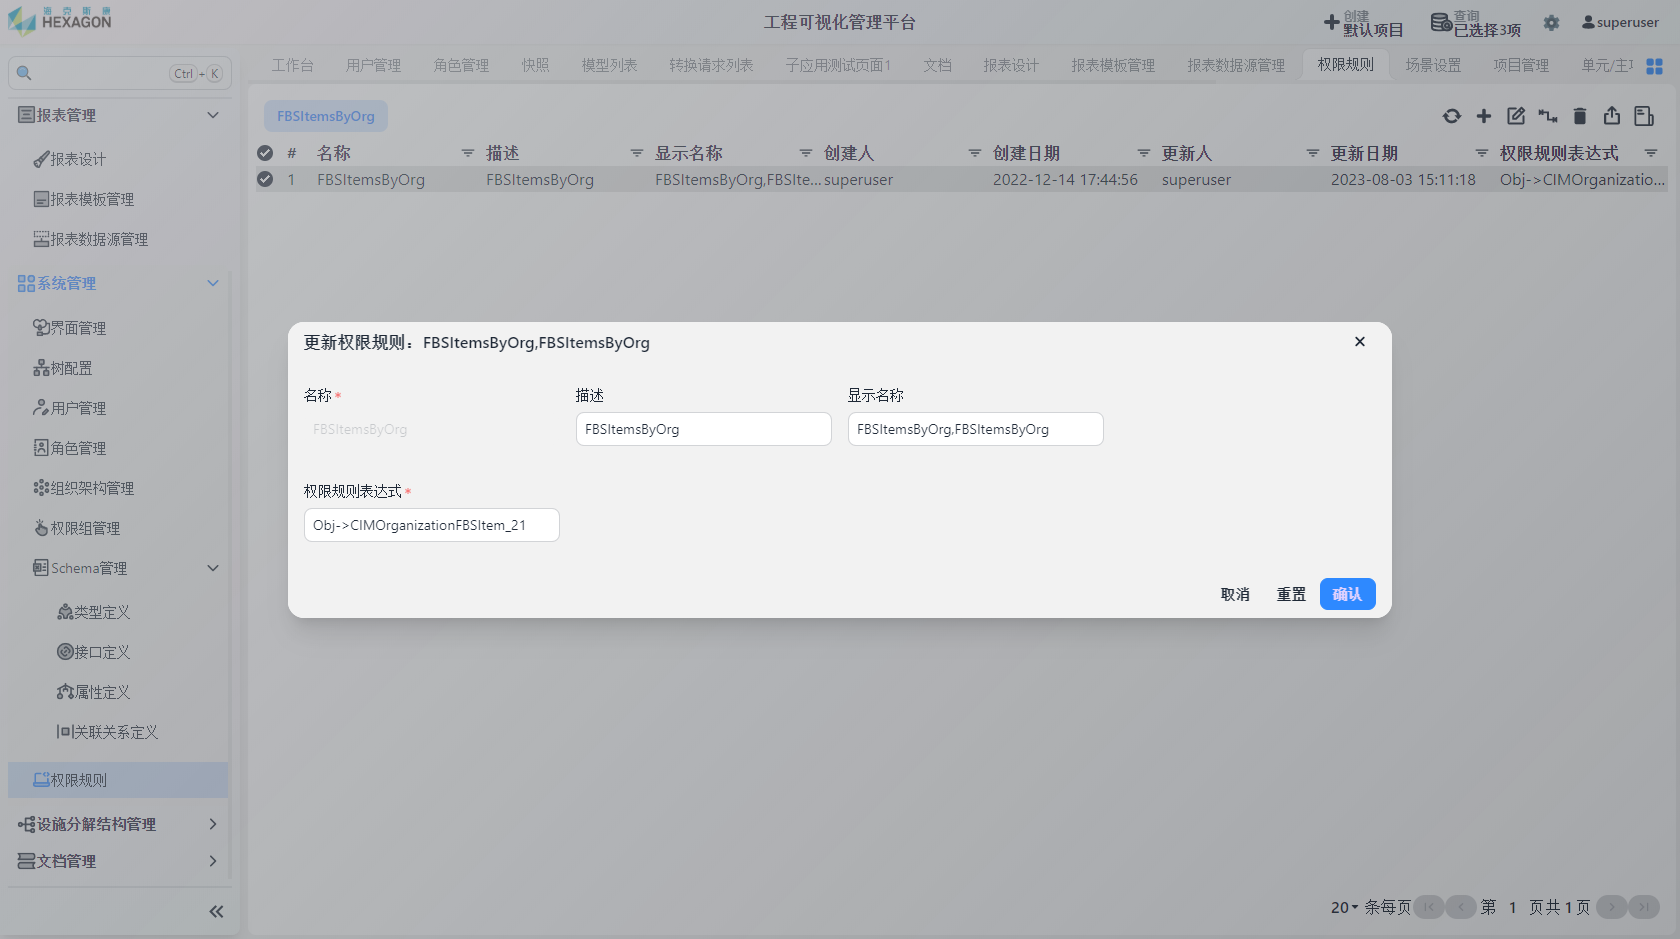 海克斯康
HEXAGON
工程可视化管理平台
创建
默认项目
查询
已选择3项
superuser
Ctrl + K
工作台
用户管理
角色管理
快照
模型列表
转换请求列表
子应用测试页面1
文档
报表设计
报表模板管理
报表数据源管理
权限规则
场景设置
项目管理
单元/主项
报表管理
报表设计
报表模板管理
报表数据源管理
系统管理
界面管理
树配置
用户管理
角色管理
组织架构管理
权限组管理
Schema管理
类型定义
接口定义
属性定义
关联关系定义
权限规则
设施分解结构管理
文档管理
FBSItemsByOrg
# 名称 描述 显示名称 创建人 创建日期 更新人 更新日期 权限规则表达式
1 FBSItemsByOrg FBSItemsByOrg FBSItemsByOrg,FBSIte... superuser 2022-12-14 17:44:56 superuser 2023-08-03 15:11:18 Obj->CIMOrganizatio...
更新权限规则：FBSItemsByOrg,FBSItemsByOrg
名称* 描述 显示名称
FBSItemsByOrg FBSItemsByOrg FBSItemsByOrg,FBSItemsByOrg
权限规则表达式*
Obj->CIMOrganizationFBSItem_21
取消 重置 确认
20 条每页 第 1 页共1页